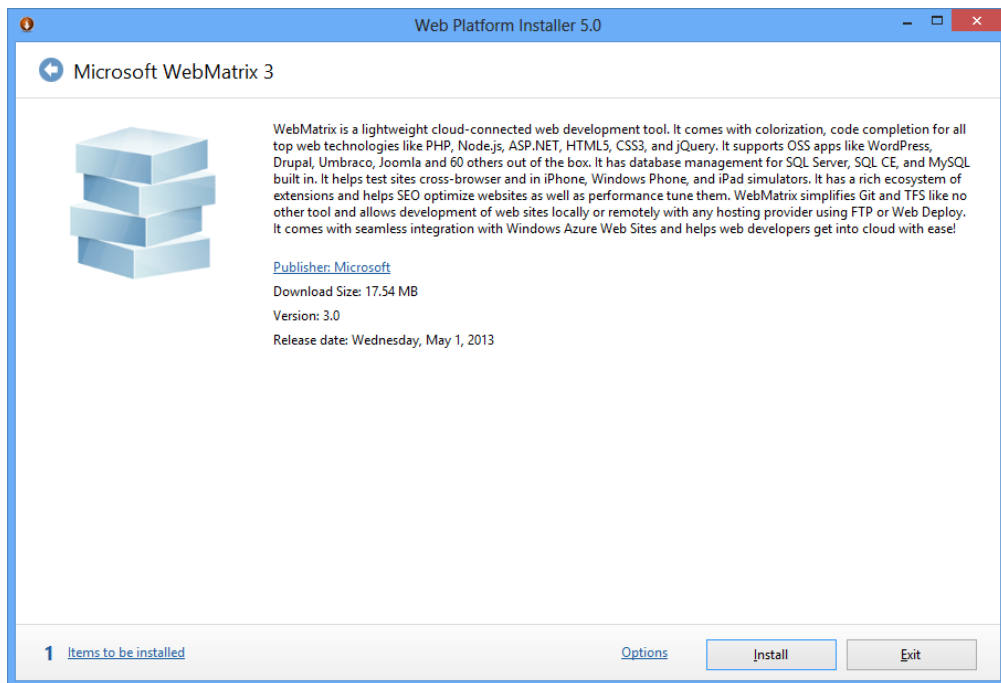 Web Platform Installer 5.0
Microsoft WebMatrix 3
WebMatrix is a lightweight cloud-connected web development tool. It comes with colorization, code completion for all
top web technologies like PHP, Node.js, ASP.NET, HTML5, CSS3, and jQuery. It supports OSS apps like WordPress,
Drupal, Umbraco, Joomla and 60 others out of the box. It has database management for SQL Server, SQL CE, and MySQL
built in. It helps test sites cross-browser and in iPhone, Windows Phone, and iPad simulators. It has a rich ecosystem of
extensions and helps SEO optimize websites as well as performance tune them. WebMatrix simplifies Git and TFS like no
other tool and allows development of web sites locally or remotely with any hosting provider using FTP or Web Deploy.
It comes with seamless integration with Windows Azure Web Sites and helps web developers get into cloud with ease!
Publisher: Microsoft
Download Size: 17.54 MB
Version: 3.0
Release date: Wednesday, May 1, 2013
1 Items to be installed
Options
Install
Exit